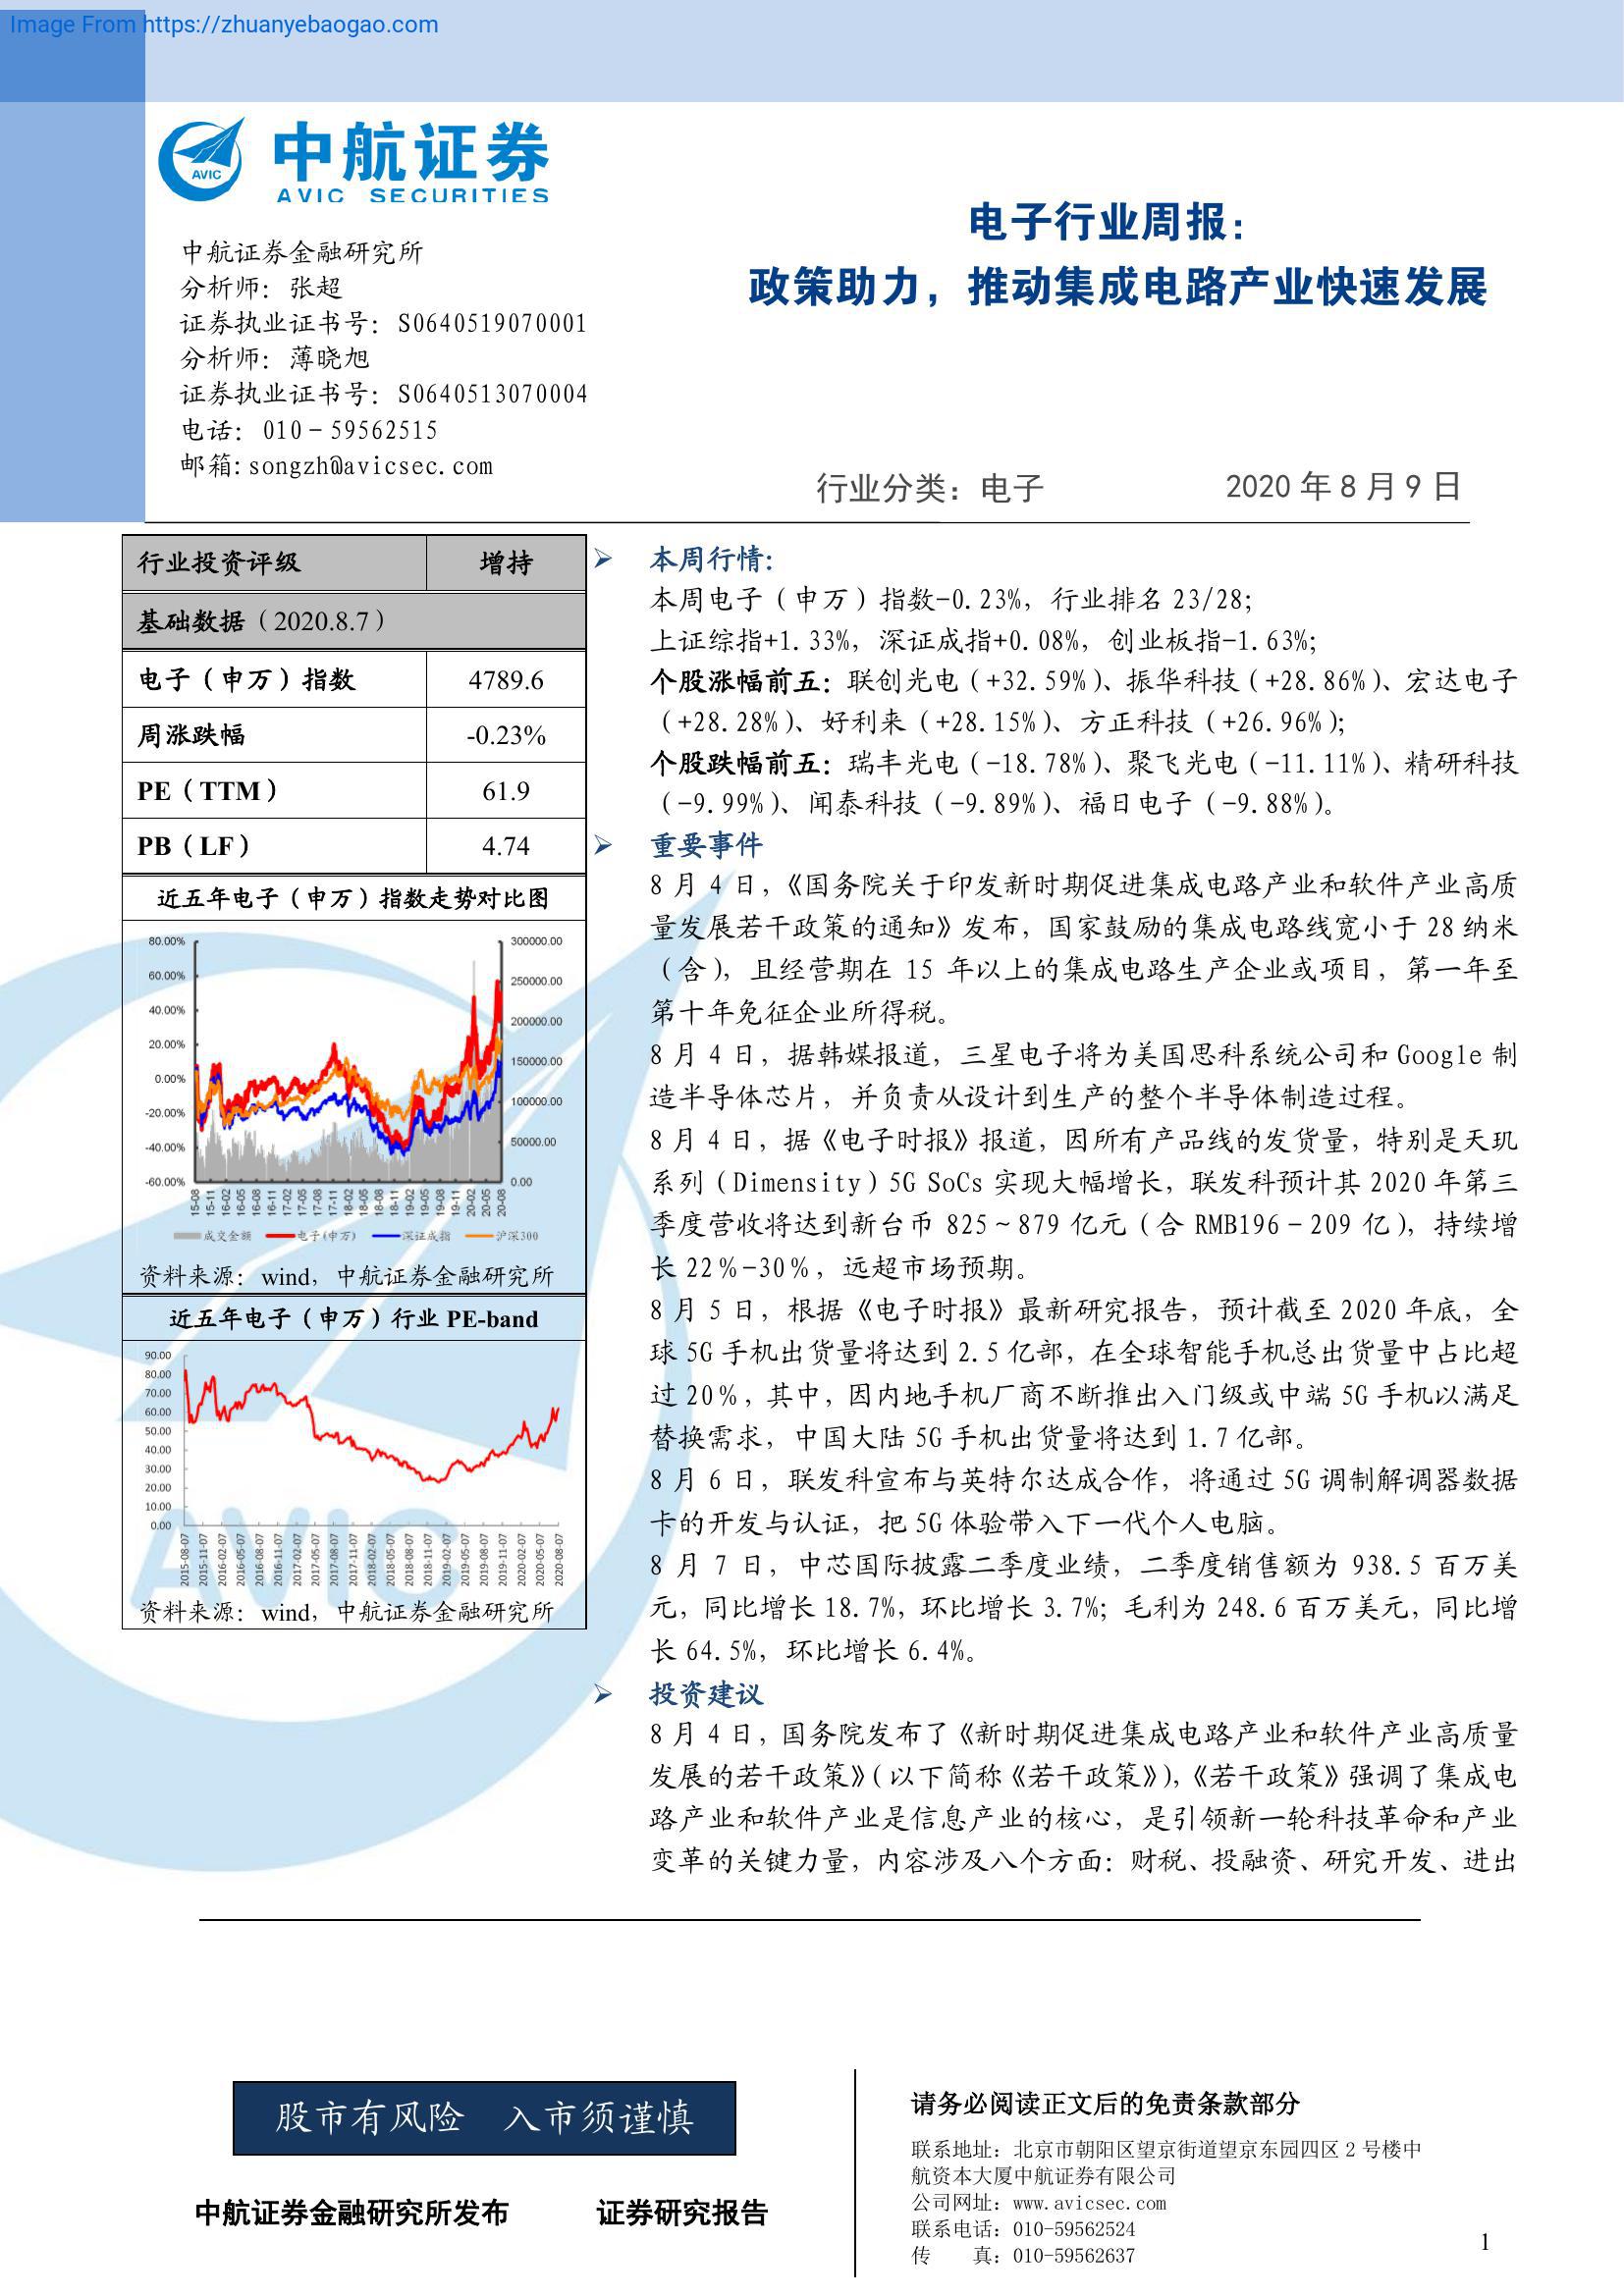 Image From https://zhuanyebaogao.com
AVIC
中航证券
AVIC SECURITIES
中航证券金融研究所
分析师：张超
证券执业证书号：S0640519070001
分析师：薄晓旭
证券执业证书号：S0640513070004
电话：010－59562515
邮箱:songzh@avicsec.com
电子行业周报：
政策助力，推动集成电路产业快速发展
行业分类：电子 2020 年 8 月 9 日
行业投资评级 增持
基础数据（2020.8.7）
电子（申万）指数 4789.6
周涨跌幅 -0.23%
PE（TTM） 61.9
PB（LF） 4.74
近五年电子（申万）指数走势对比图
80.00% 300000.00
60.00% 250000.00
40.00% 200000.00
20.00% 150000.00
0.00% 100000.00
-20.00% 50000.00
-40.00% 0.00
-60.00%
15-08 15-11 16-02 16-05 16-08 16-11 17-02 17-05 17-08 17-11 18-02 18-05 18-08 18-11 19-02 19-05 19-08 19-11 20-02 20-05 20-08
成交金额 电子(申万) 深证成指 沪深300
资料来源：wind，中航证券金融研究所
近五年电子（申万）行业 PE-band
90.00
80.00
70.00
60.00
50.00
40.00
30.00
20.00
10.00
0.00
2015-08-07 2015-11-07 2016-02-07 2016-05-07 2016-08-07 2016-11-07 2017-02-07 2017-05-07 2017-08-07 2017-11-07 2018-02-07 2018-05-07 2018-08-07 2018-11-07 2019-02-07 2019-05-07 2019-08-07 2019-11-07 2020-02-07 2020-05-07 2020-08-07
资料来源：wind，中航证券金融研究所
AVIC
➢ 本周行情：
本周电子（申万）指数-0.23%，行业排名 23/28；
上证综指+1.33%，深证成指+0.08%，创业板指-1.63%；
个股涨幅前五：联创光电（+32.59%）、振华科技（+28.86%）、宏达电子
（+28.28%）、好利来（+28.15%）、方正科技（+26.96%）；
个股跌幅前五：瑞丰光电（-18.78%）、聚飞光电（-11.11%）、精研科技
（-9.99%）、闻泰科技（-9.89%）、福日电子（-9.88%）。
➢ 重要事件
8 月 4 日，《国务院关于印发新时期促进集成电路产业和软件产业高质
量发展若干政策的通知》发布，国家鼓励的集成电路线宽小于 28 纳米
（含），且经营期在 15 年以上的集成电路生产企业或项目，第一年至
第十年免征企业所得税。
8 月 4 日，据韩媒报道，三星电子将为美国思科系统公司和 Google 制
造半导体芯片，并负责从设计到生产的整个半导体制造过程。
8 月 4 日，据《电子时报》报道，因所有产品线的发货量，特别是天玑
系列（Dimensity）5G SoCs 实现大幅增长，联发科预计其 2020 年第三
季度营收将达到新台币 825~879 亿元（合 RMB196－209 亿），持续增
长 22%-30%，远超市场预期。
8 月 5 日，根据《电子时报》最新研究报告，预计截至 2020 年底，全
球 5G 手机出货量将达到 2.5 亿部，在全球智能手机总出货量中占比超
过 20%，其中，因内地手机厂商不断推出入门级或中端 5G 手机以满足
替换需求，中国大陆 5G 手机出货量将达到 1.7 亿部。
8 月 6 日，联发科宣布与英特尔达成合作，将通过 5G 调制解调器数据
卡的开发与认证，把 5G 体验带入下一代个人电脑。
8 月 7 日，中芯国际披露二季度业绩，二季度销售额为 938.5 百万美
元，同比增长 18.7%，环比增长 3.7%；毛利为 248.6 百万美元，同比增
长 64.5%，环比增长 6.4%。
➢ 投资建议
8 月 4 日，国务院发布了《新时期促进集成电路产业和软件产业高质量
发展的若干政策》（以下简称《若干政策》），《若干政策》强调了集成电
路产业和软件产业是信息产业的核心，是引领新一轮科技革命和产业
变革的关键力量，内容涉及八个方面：财税、投融资、研究开发、进出
股市有风险 入市须谨慎
中航证券金融研究所发布 证券研究报告
请务必阅读正文后的免责条款部分
联系地址：北京市朝阳区望京街道望京东园四区 2 号楼中
航资本大厦中航证券有限公司
公司网址：www.avicsec.com
联系电话：010-59562524
传 真：010-59562637
1